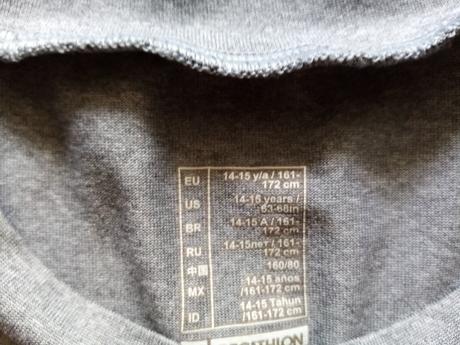 EU 14-15 y/a / 161-
172 cm
US 14-15 years /
63-68in
BR 14-15 A / 161-
172 cm
RU 14-15лет / 161-
172 cm
中国 160/80
MX 14-15 años
/161-172 cm
ID 14-15 Tahun
/161-172 cm
DECATHLON